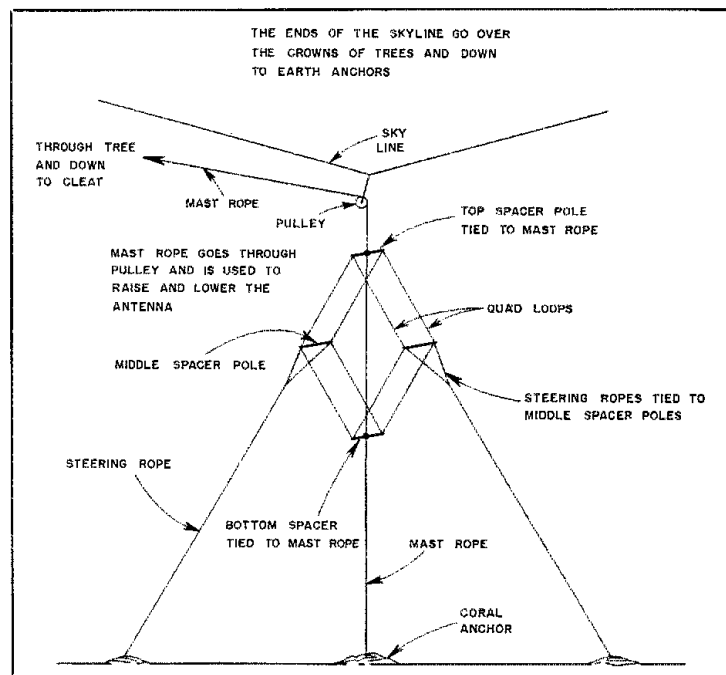 THE ENDS OF THE SKYLINE GO OVER
THE CROWNS OF TREES AND DOWN
TO EARTH ANCHORS
SKY
LINE
THROUGH TREE
AND DOWN
TO CLEAT
MAST ROPE
PULLEY
TOP SPACER POLE
TIED TO MAST ROPE
MAST ROPE GOES THROUGH
PULLEY AND IS USED TO
RAISE AND LOWER THE
ANTENNA
QUAD LOOPS
MIDDLE SPACER POLE
STEERING ROPES TIED TO
MIDDLE SPACER POLES
STEERING ROPE
BOTTOM SPACER
TIED TO MAST ROPE
MAST ROPE
CORAL
ANCHOR